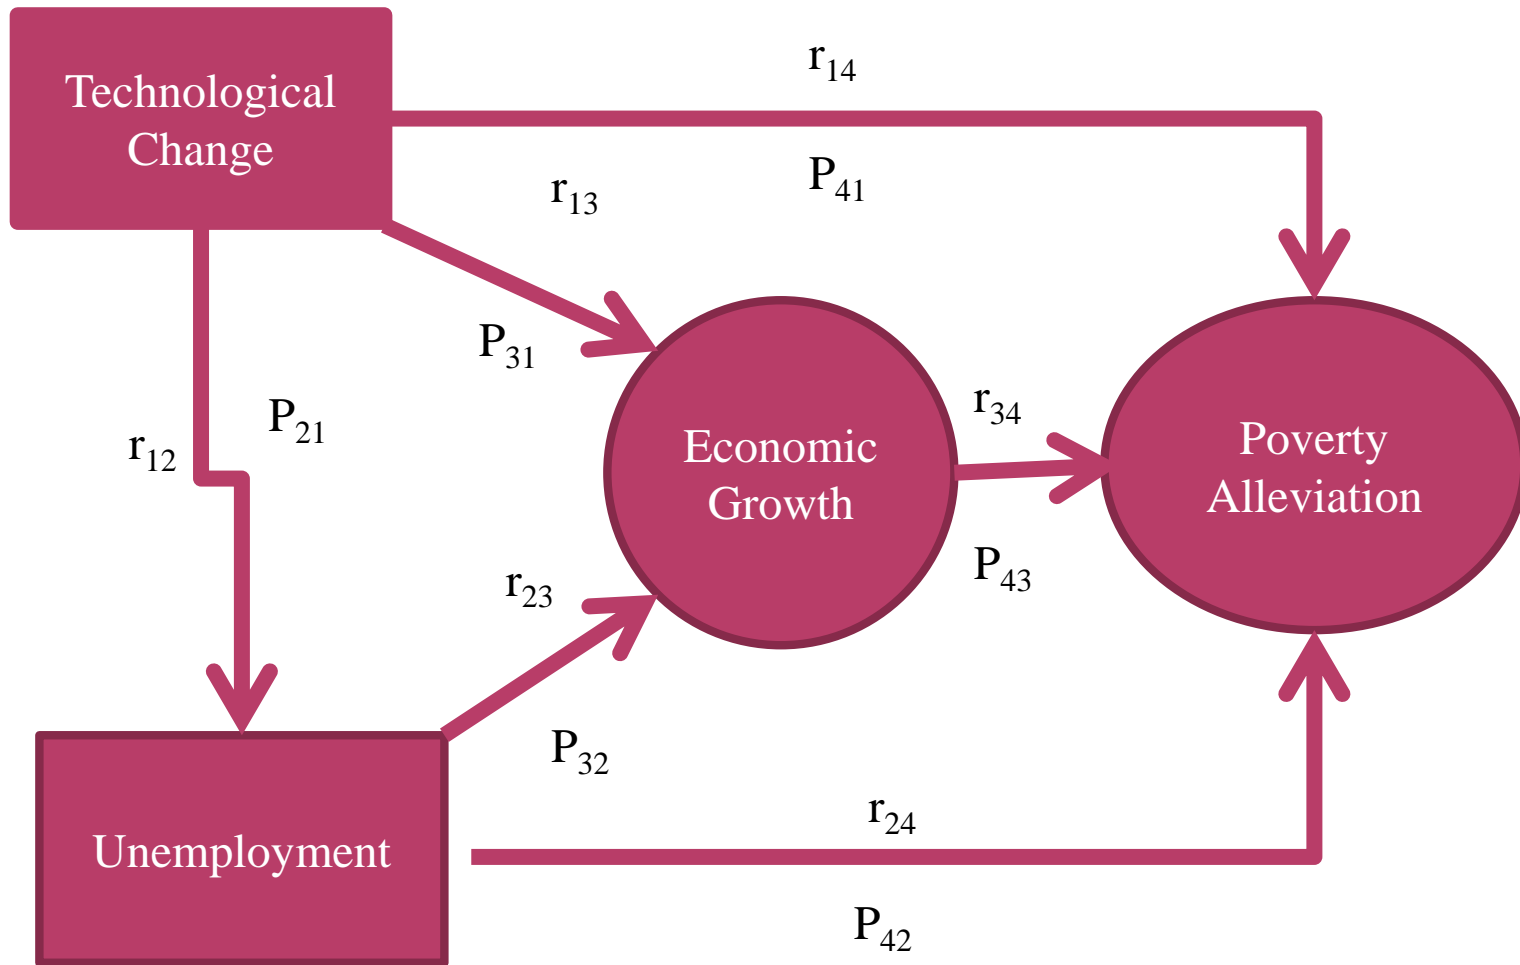 Technological
Change
r14
P41
r13
P31
r12
P21
Economic
Growth
r34
P43
Poverty
Alleviation
r23
P32
Unemployment
r24
P42